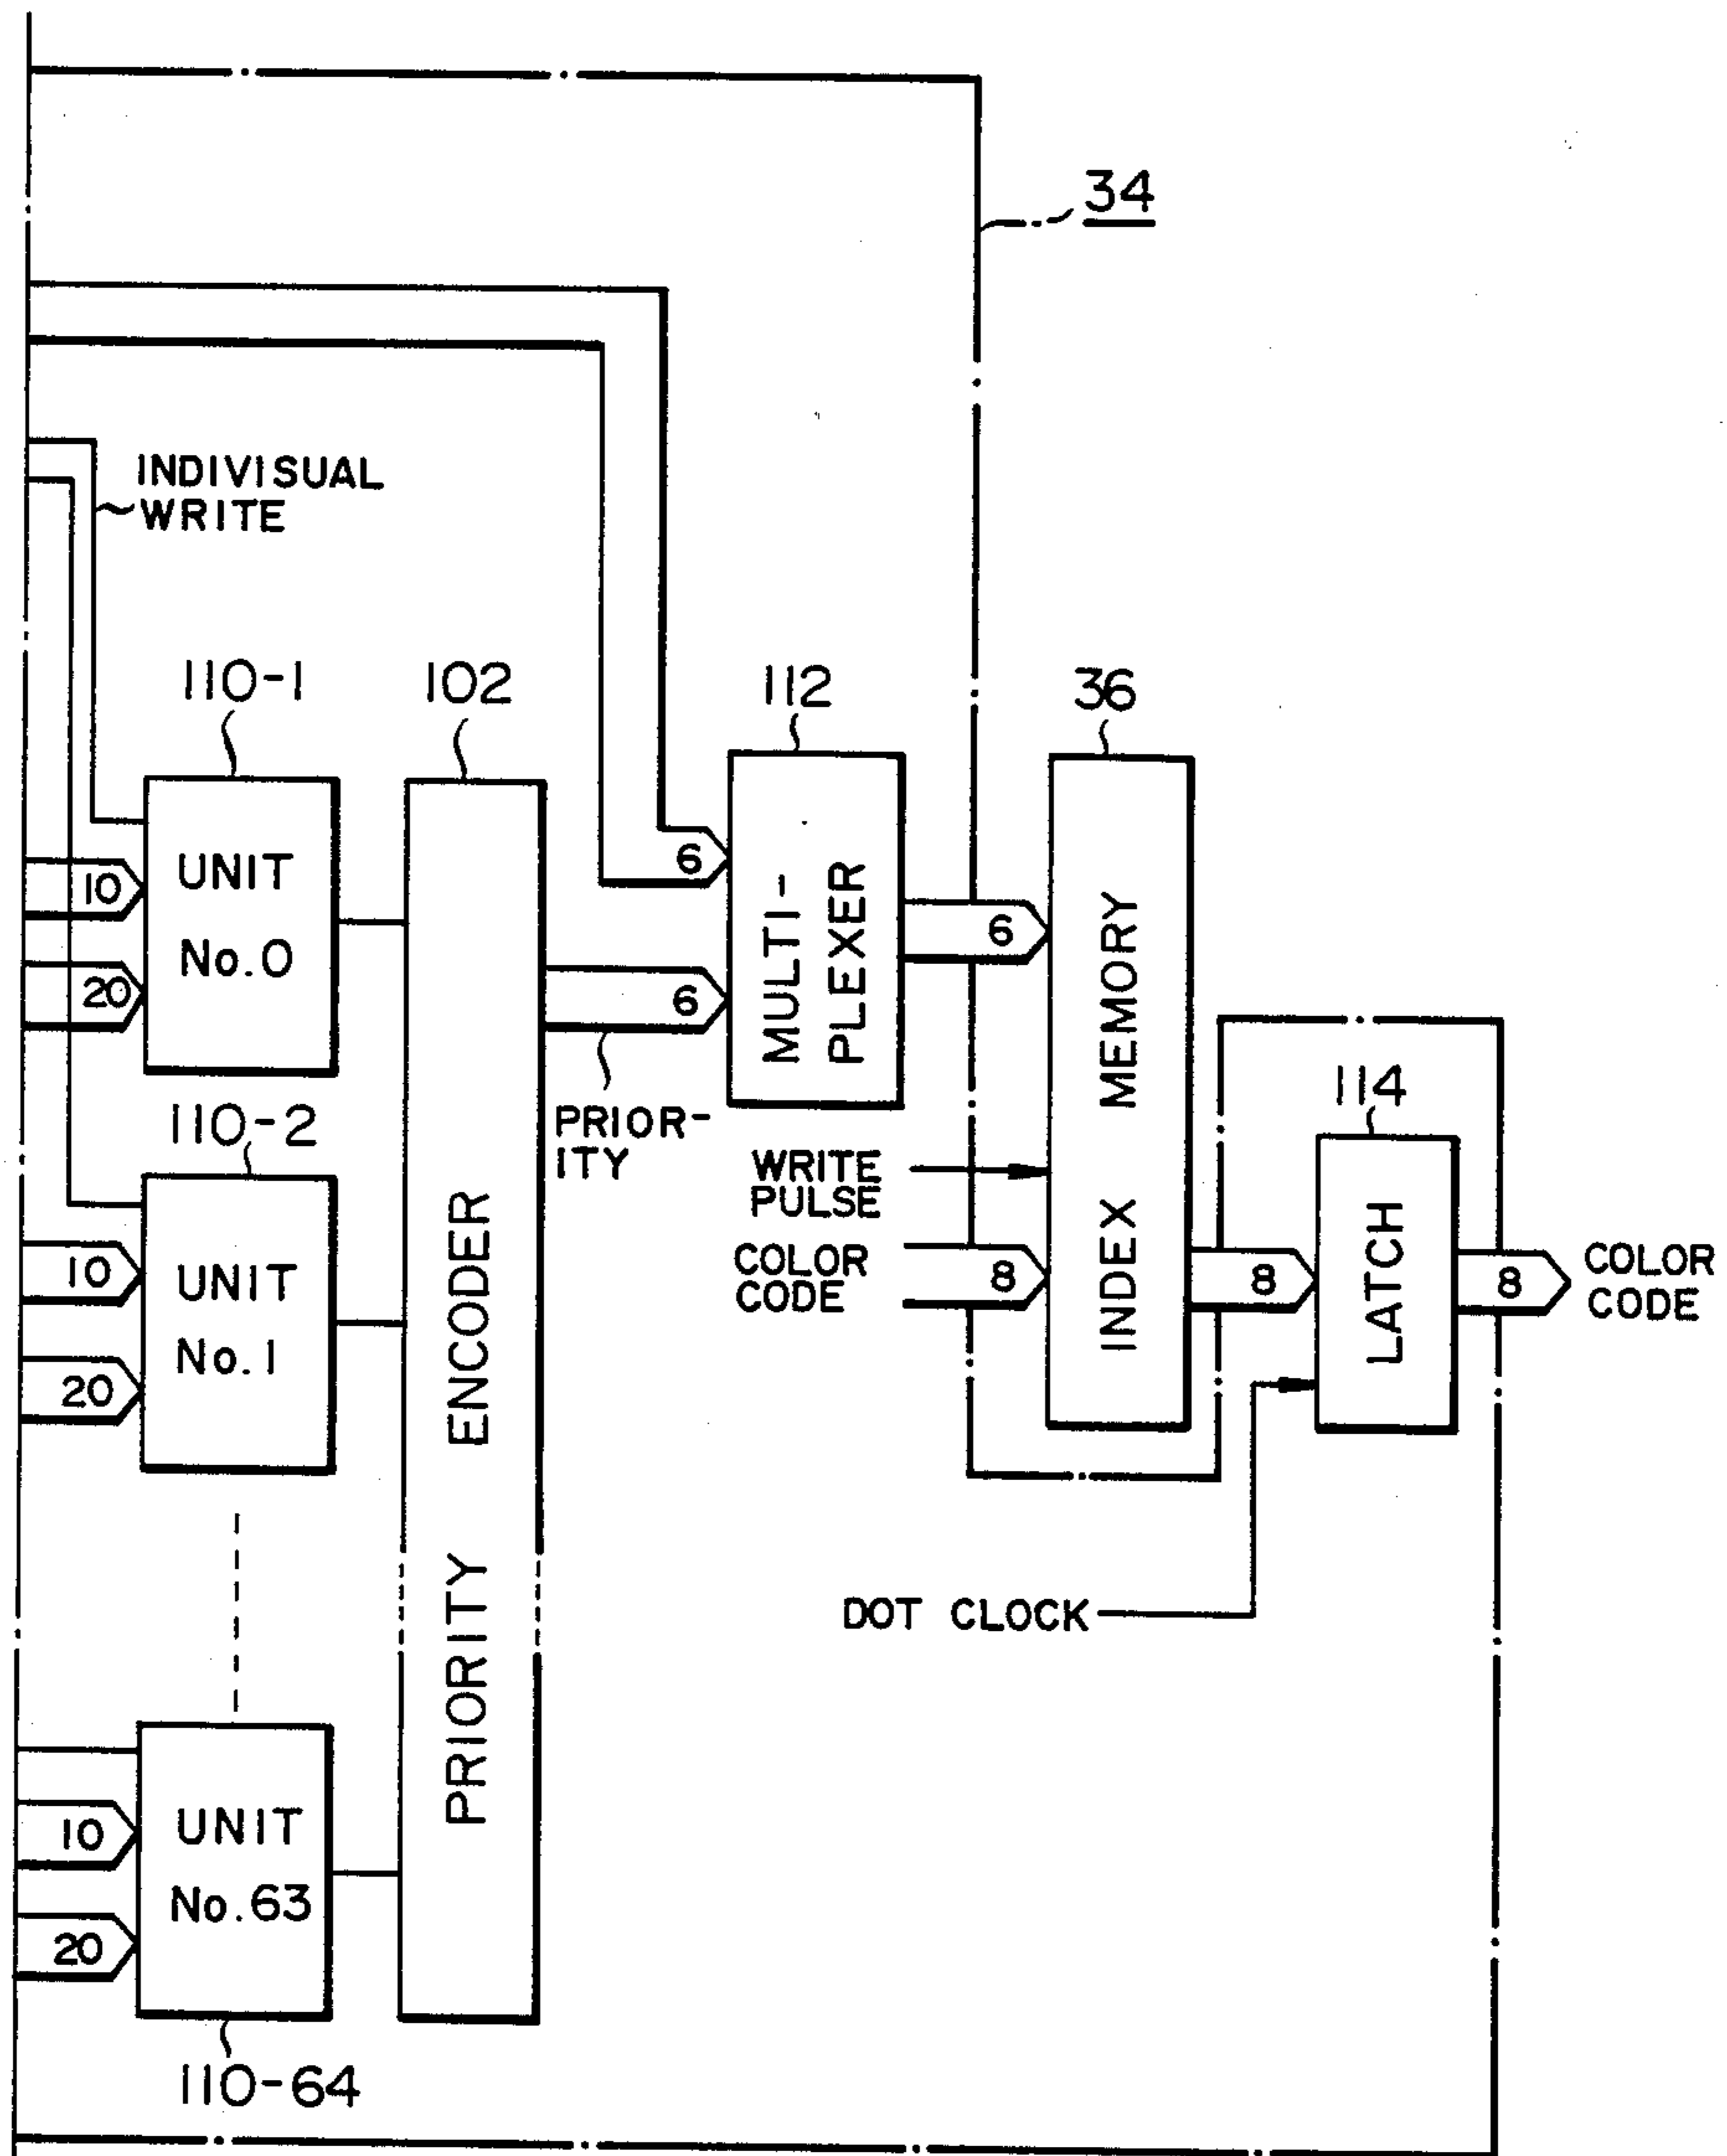 34
INDIVISUAL
WRITE
110-1
102
112
36
UNIT
No.0
10
20
6
6
MULTI-
PLEXER
6
INDEX MEMORY
PRIOR-
ITY
110-2
UNIT
No.1
10
20
PRIORITY ENCODER
WRITE
PULSE
COLOR
CODE
8
8
114
LATCH
8
COLOR
CODE
DOT CLOCK
UNIT
No.63
10
20
110-64